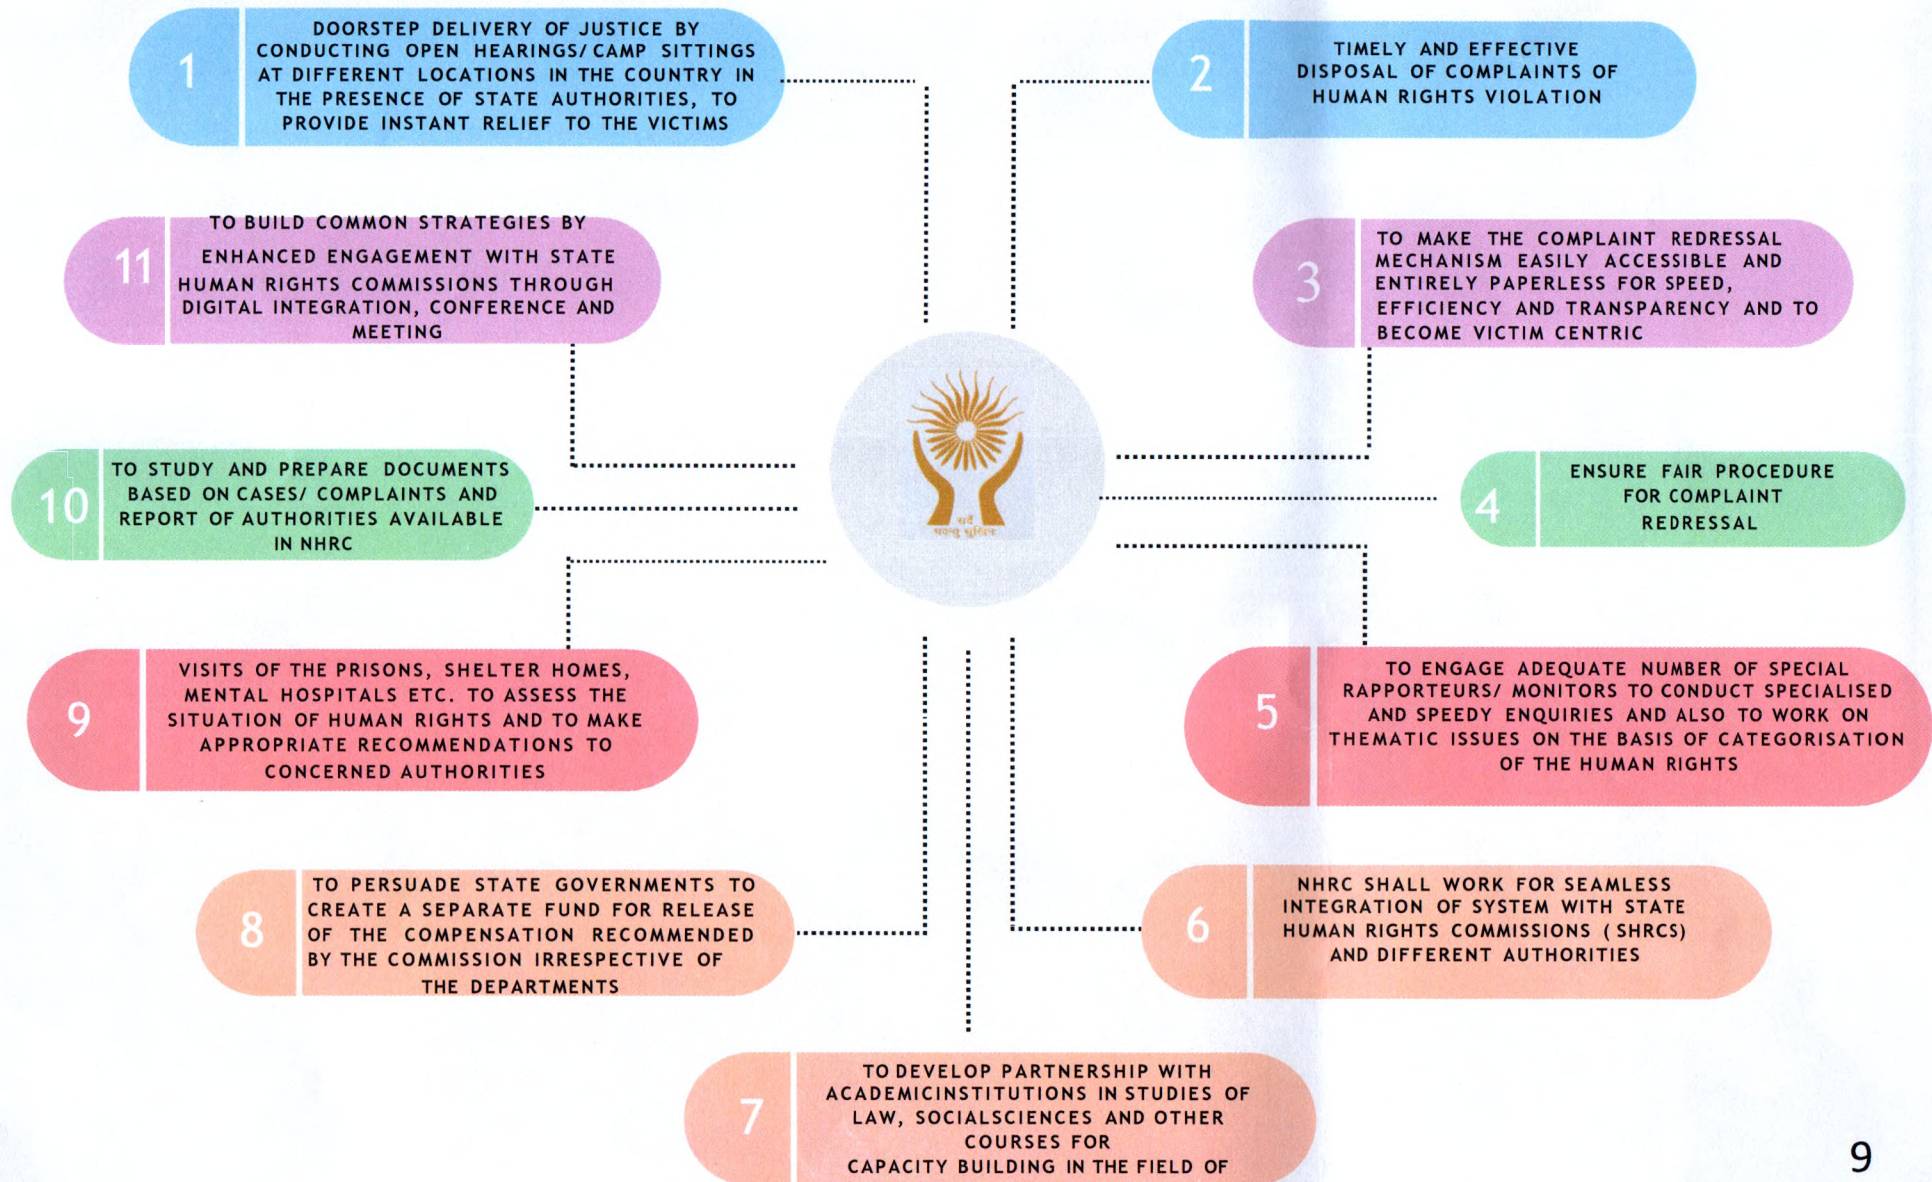 1
DOORSTEP DELIVERY OF JUSTICE BY
CONDUCTING OPEN HEARINGS/ CAMP SITTINGS
AT DIFFERENT LOCATIONS IN THE COUNTRY IN
THE PRESENCE OF STATE AUTHORITIES, TO
PROVIDE INSTANT RELIEF TO THE VICTIMS
2
TIMELY AND EFFECTIVE
DISPOSAL OF COMPLAINTS OF
HUMAN RIGHTS VIOLATION
11
TO BUILD COMMON STRATEGIES BY
ENHANCED ENGAGEMENT WITH STATE
HUMAN RIGHTS COMMISSIONS THROUGH
DIGITAL INTEGRATION, CONFERENCE AND
MEETING
3
TO MAKE THE COMPLAINT REDRESSAL
MECHANISM EASILY ACCESSIBLE AND
ENTIRELY PAPERLESS FOR SPEED,
EFFICIENCY AND TRANSPARENCY AND TO
BECOME VICTIM CENTRIC
10
TO STUDY AND PREPARE DOCUMENTS
BASED ON CASES/ COMPLAINTS AND
REPORT OF AUTHORITIES AVAILABLE
IN NHRC
4
ENSURE FAIR PROCEDURE
FOR COMPLAINT
REDRESSAL
9
VISITS OF THE PRISONS, SHELTER HOMES,
MENTAL HOSPITALS ETC. TO ASSESS THE
SITUATION OF HUMAN RIGHTS AND TO MAKE
APPROPRIATE RECOMMENDATIONS TO
CONCERNED AUTHORITIES
5
TO ENGAGE ADEQUATE NUMBER OF SPECIAL
RAPPORTEURS/ MONITORS TO CONDUCT SPECIALISED
AND SPEEDY ENQUIRIES AND ALSO TO WORK ON
THEMATIC ISSUES ON THE BASIS OF CATEGORISATION
OF THE HUMAN RIGHTS
8
TO PERSUADE STATE GOVERNMENTS TO
CREATE A SEPARATE FUND FOR RELEASE
OF THE COMPENSATION RECOMMENDED
BY THE COMMISSION IRRESPECTIVE OF
THE DEPARTMENTS
6
NHRC SHALL WORK FOR SEAMLESS
INTEGRATION OF SYSTEM WITH STATE
HUMAN RIGHTS COMMISSIONS ( SHRCS)
AND DIFFERENT AUTHORITIES
7
TO DEVELOP PARTNERSHIP WITH
ACADEMICINSTITUTIONS IN STUDIES OF
LAW, SOCIALSCIENCES AND OTHER
COURSES FOR
CAPACITY BUILDING IN THE FIELD OF
9